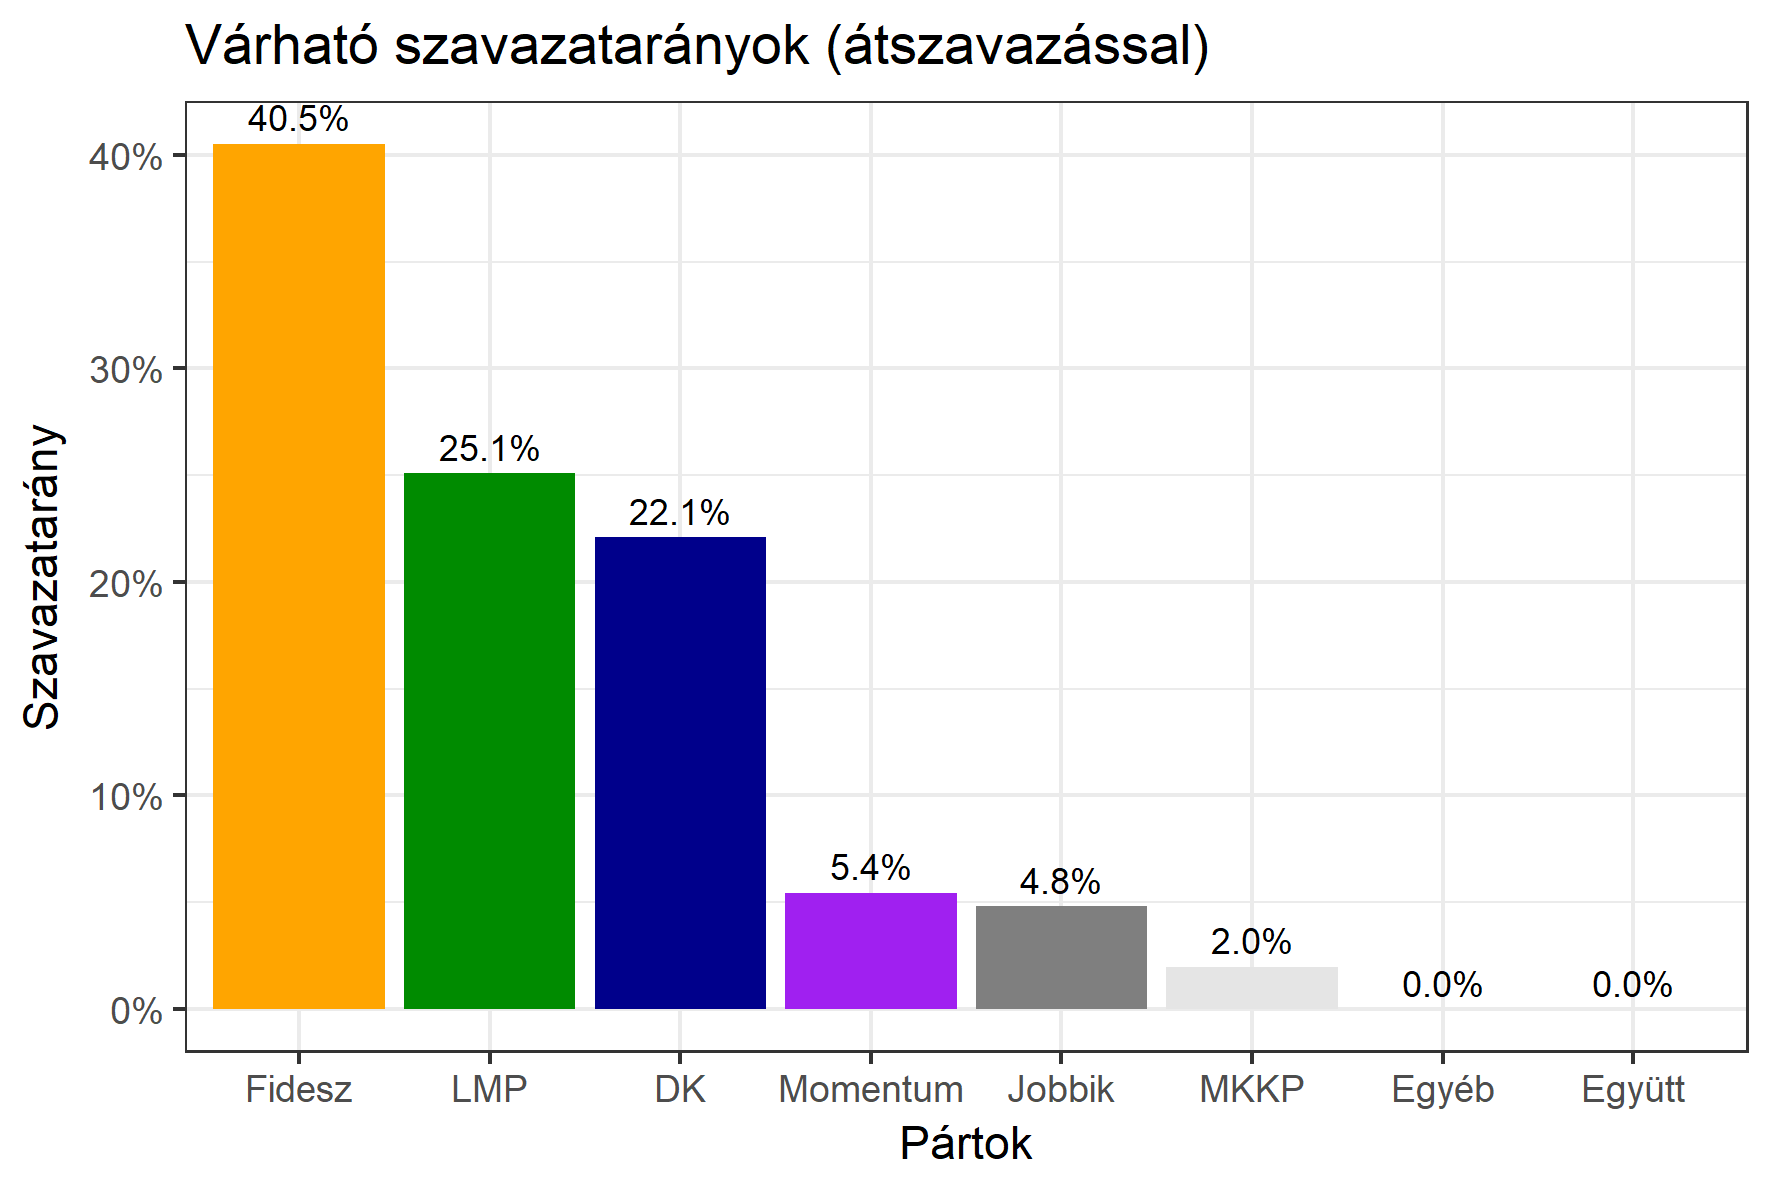 Várható szavazatarányok (átszavazással)
40.5%
25.1%
22.1%
5.4%
4.8%
2.0%
0.0%
0.0%
40%
30%
20%
10%
0%
Szavazatarány
Fidesz
LMP
DK
Momentum
Jobbik
MKKP
Egyéb
Együtt
Pártok